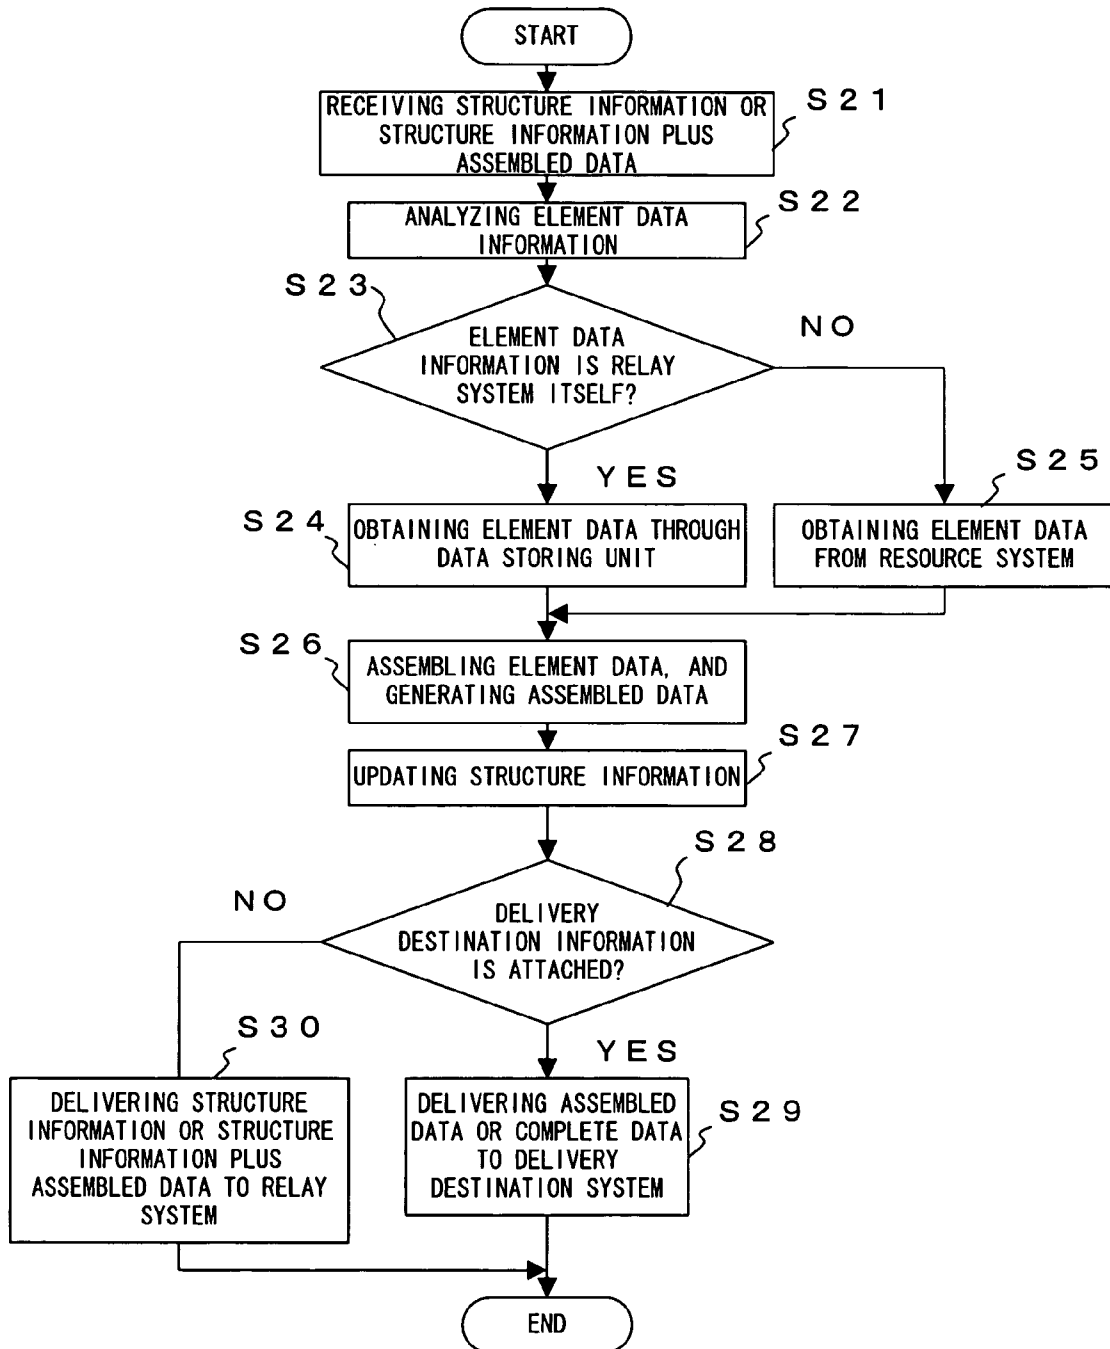 START
RECEIVING STRUCTURE INFORMATION OR
STRUCTURE INFORMATION PLUS
ASSEMBLED DATA
S21
ANALYZING ELEMENT DATA
INFORMATION
S22
S23
ELEMENT DATA
INFORMATION IS RELAY
SYSTEM ITSELF?
NO
YES
S24
OBTAINING ELEMENT DATA THROUGH
DATA STORING UNIT
S25
OBTAINING ELEMENT DATA
FROM RESOURCE SYSTEM
S26
ASSEMBLING ELEMENT DATA, AND
GENERATING ASSEMBLED DATA
S27
UPDATING STRUCTURE INFORMATION
S28
DELIVERY
DESTINATION INFORMATION
IS ATTACHED?
NO
YES
S30
DELIVERING STRUCTURE
INFORMATION OR STRUCTURE
INFORMATION PLUS
ASSEMBLED DATA TO RELAY
SYSTEM
DELIVERING ASSEMBLED
DATA OR COMPLETE DATA
TO DELIVERY
DESTINATION SYSTEM
S29
END